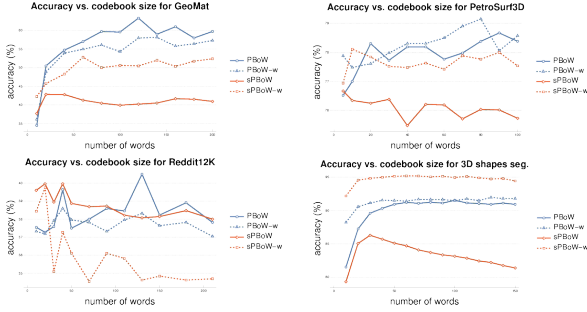 Accuracy vs. codebook size for GeoMat
accuracy (%)
number of words
PBoW
PBoW-w
sPBoW
sPBoW-w
Accuracy vs. codebook size for PetroSurf3D
accuracy (%)
number of words
PBoW
PBoW-w
sPBoW
sPBoW-w
Accuracy vs. codebook size for Reddit12K
accuracy (%)
number of words
PBoW
PBoW-w
sPBoW
sPBoW-w
Accuracy vs. codebook size for 3D shapes seg.
accuracy (%)
number of words
PBoW
PBoW-w
sPBoW
sPBoW-w